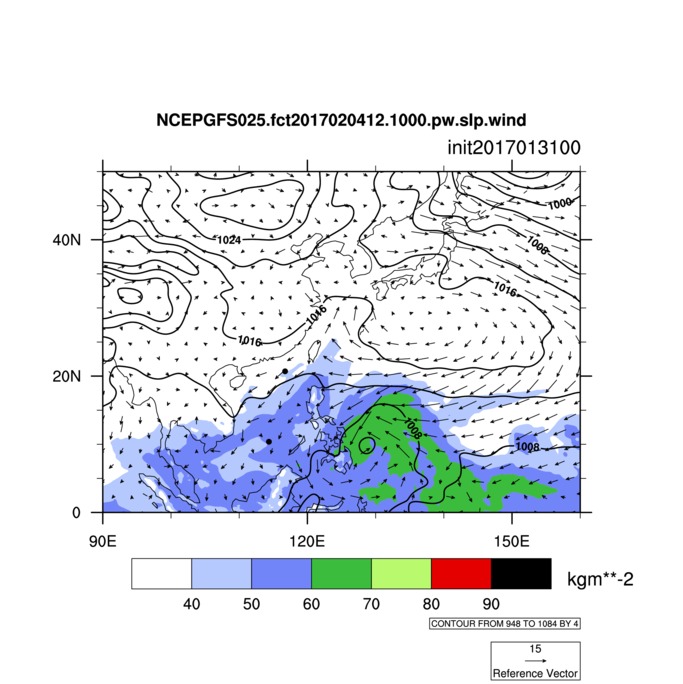 NCEPGFS025.fct2017020412.1000.pw.slp.wind
init2017013100
1000
40N
1024
1008
1016
1016
1016
20N
1008
1008
0
90E 120E 150E
kgm**-2
40 50 60 70 80 90
CONTOUR FROM 948 TO 1084 BY 4
15
Reference Vector